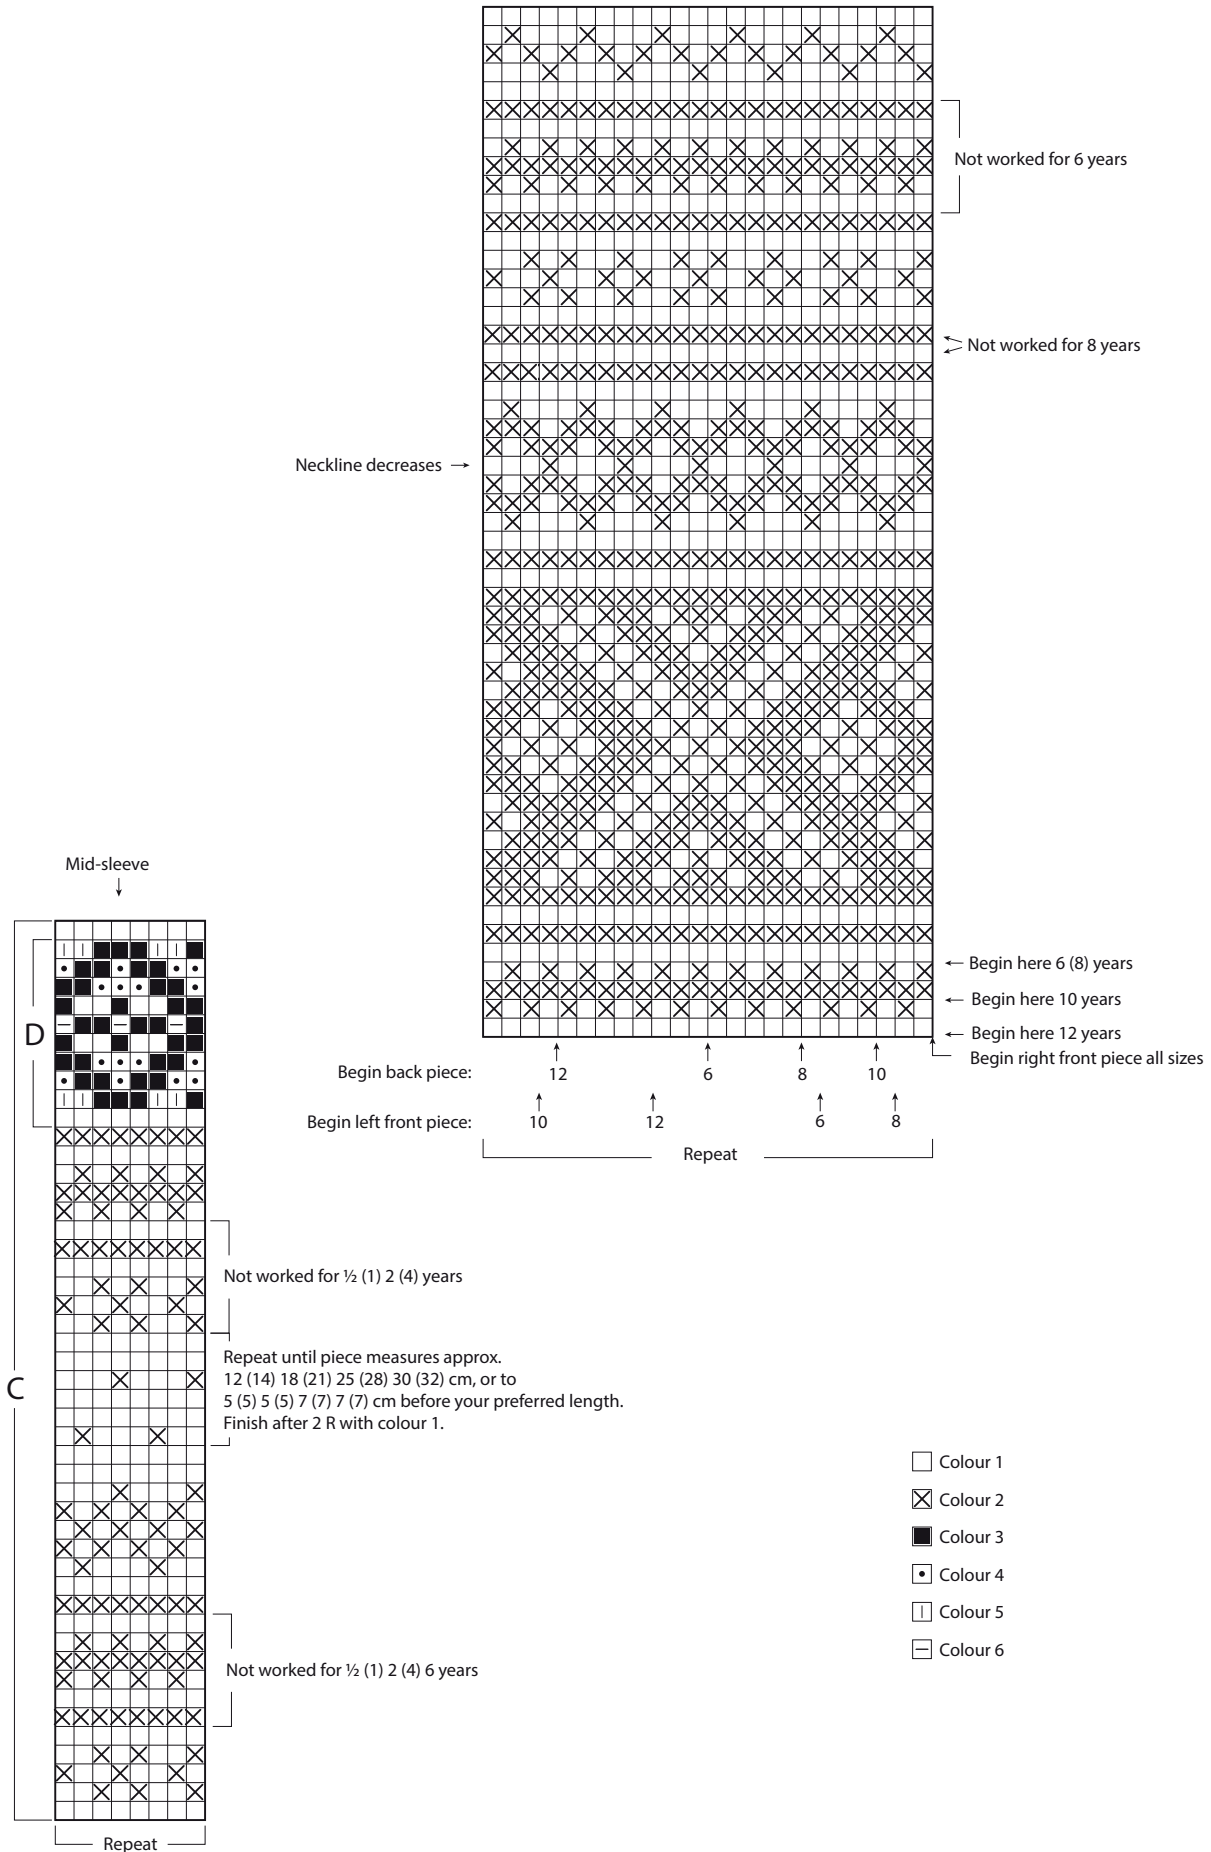 Not worked for 6 years
Not worked for 8 years
Neckline decreases
Mid-sleeve
Begin here 6 (8) years
Begin here 10 years
Begin here 12 years
Begin right front piece all sizes
Begin back piece: 12 6 8 10
Begin left front piece: 10 12 6 8
Repeat
D
C
Not worked for ½ (1) 2 (4) years
Repeat until piece measures approx.
12 (14) 18 (21) 25 (28) 30 (32) cm, or to
5 (5) 5 (5) 7 (7) 7 (7) cm before your preferred length.
Finish after 2 R with colour 1.
Not worked for ½ (1) 2 (4) 6 years
Repeat
Colour 1
Colour 2
Colour 3
Colour 4
Colour 5
Colour 6